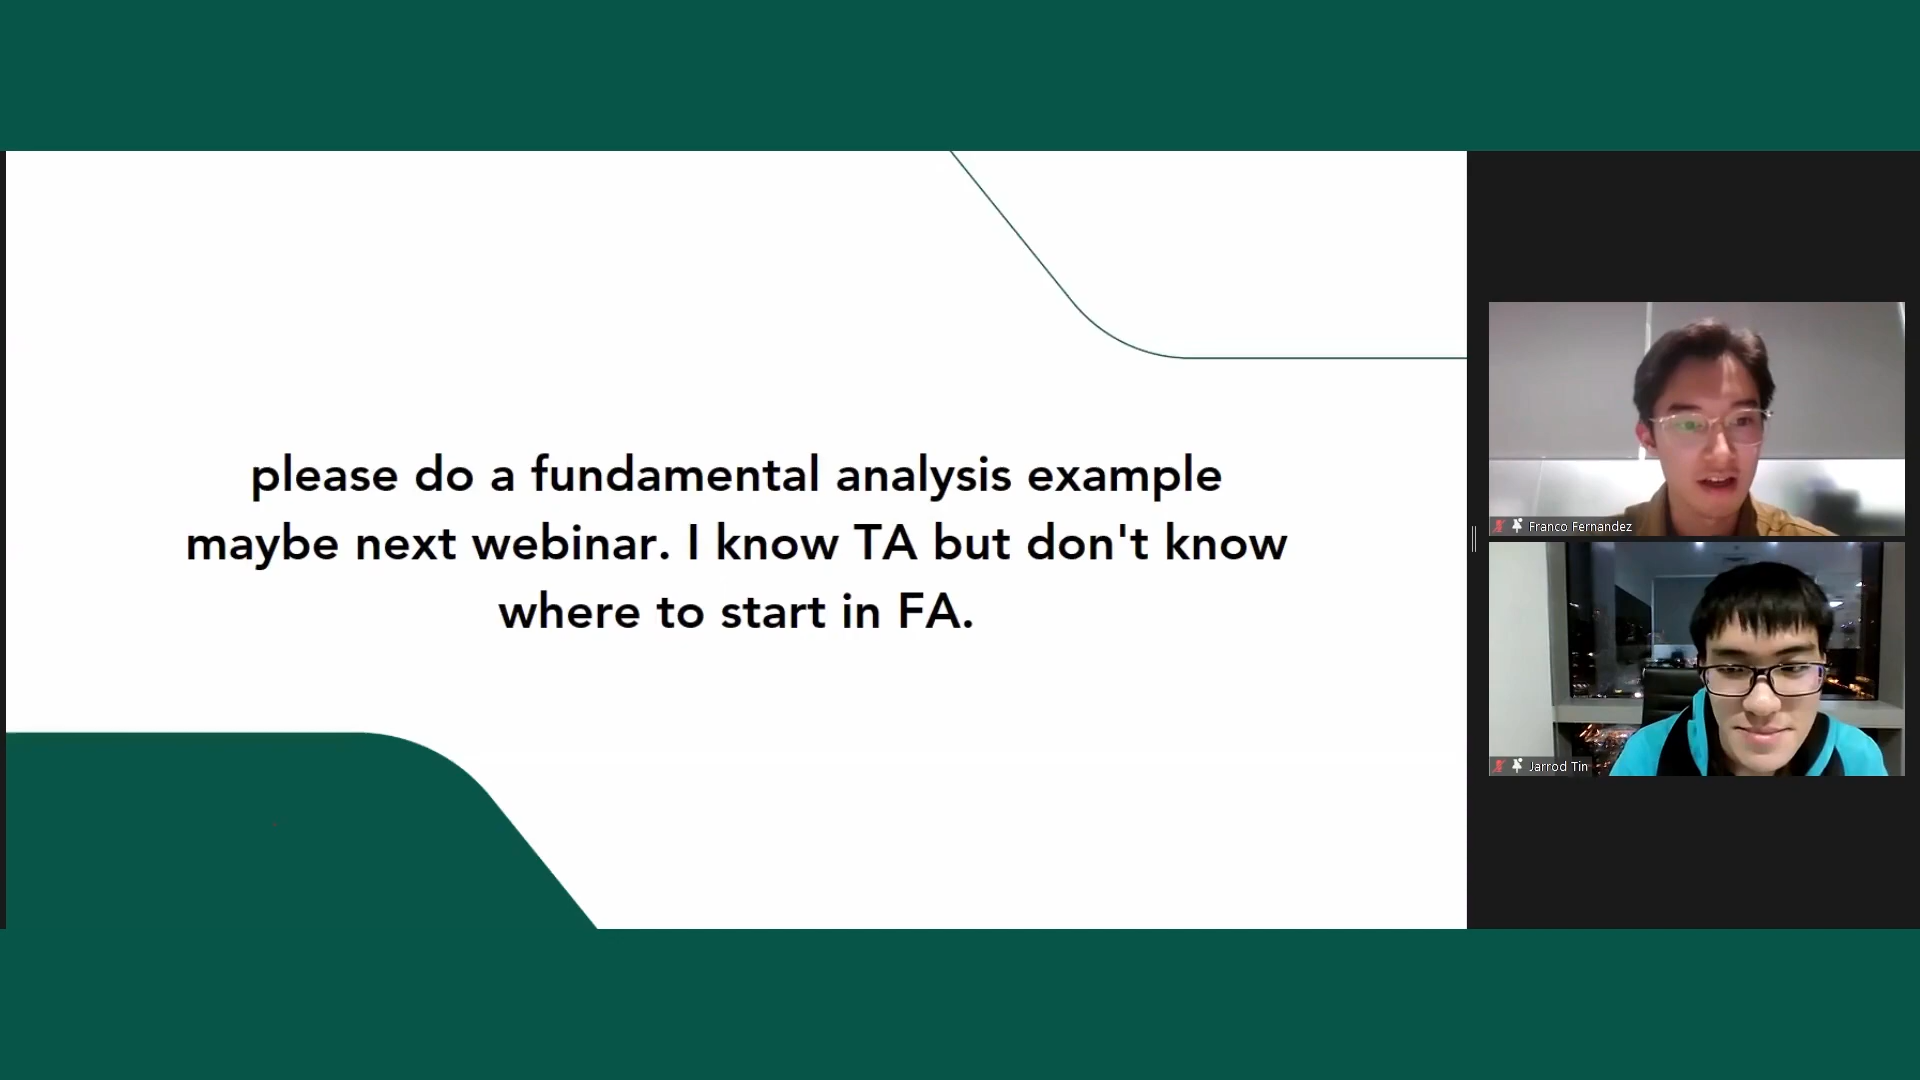 please do a fundamental analysis example
maybe next webinar. I know TA but don't know
where to start in FA.
Franco Fernandez
Jarrod Tin